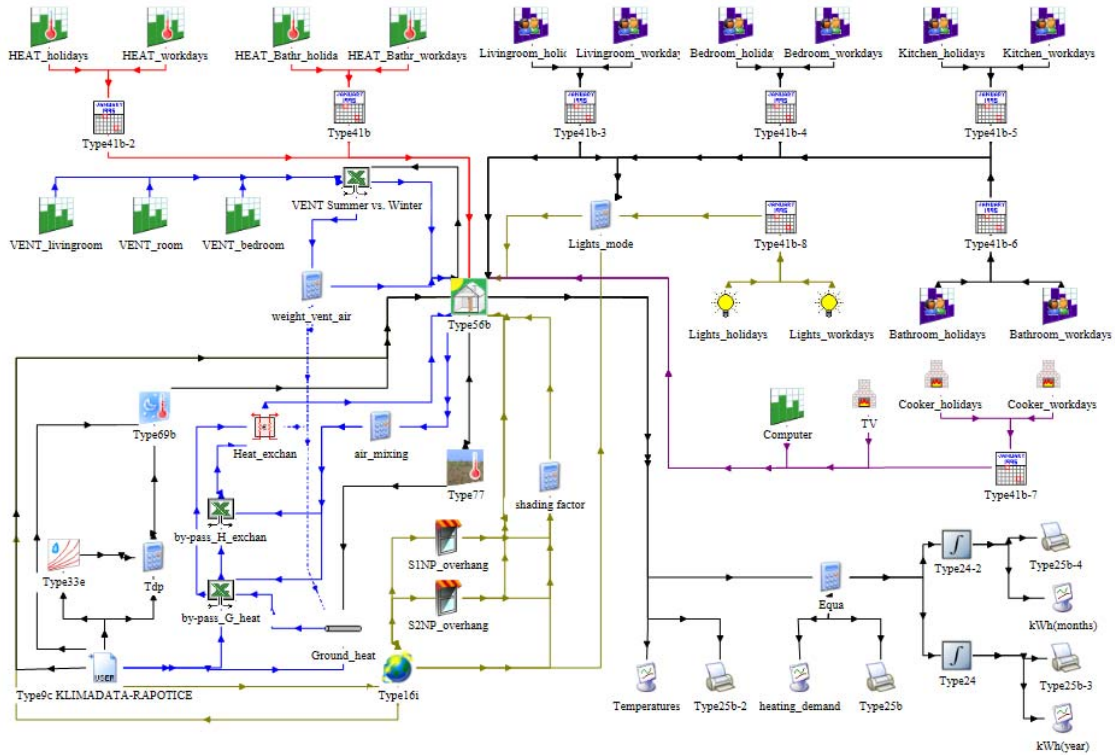 HEAT_holidays
HEAT_workdays
HEAT_Bathr_holida
HEAT_Bathr_workdays
Livingroom_holic
Livingroom_workday
Bedroom_holiday
Bedroom_workdays
Kitchen_holidays
Kitchen_workdays
Type41b-2
Type41b
Type41b-3
Type41b-4
Type41b-5
VENT Summer vs. Winter
VENT_livingroom
VENT_room
VENT_bedroom
Lights_mode
Type41b-8
Type41b-6
weight_vent_air
Type56b
Lights_holidays
Lights_workdays
Bathroom_holidays
Bathroom_workdays
Cooker_holidays
Cooker_workdays
Type69b
Heat_exchan
air_mixing
Computer
TV
Type77
shading factor
Type41b-7
by-pass_H_exchan
S1NP_overhang
Type33e
Tdp
Type24-2
Type25b-4
by-pass_G_heat
S2NP_overhang
Equa
kWh(months)
Ground_heat
USER
Type9c KLIMADATA-RAPOTICE
Type16i
Temperatures
Type25b-2
heating_demand
Type25b
Type24
Type25b-3
kWh(year)